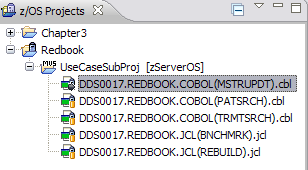 z/OS Projects
Chapter3
Redbook
UseCaseSubProj [zServerOS]
DDS0017.REDBOOK.COBOL(MSTRUPDT).cbl
DDS0017.REDBOOK.COBOL(PATSRCH).cbl
DDS0017.REDBOOK.COBOL(TRMTSRCH).cbl
DDS0017.REDBOOK.JCL(BNCHMRK).jcl
DDS0017.REDBOOK.JCL(REBUILD).jcl